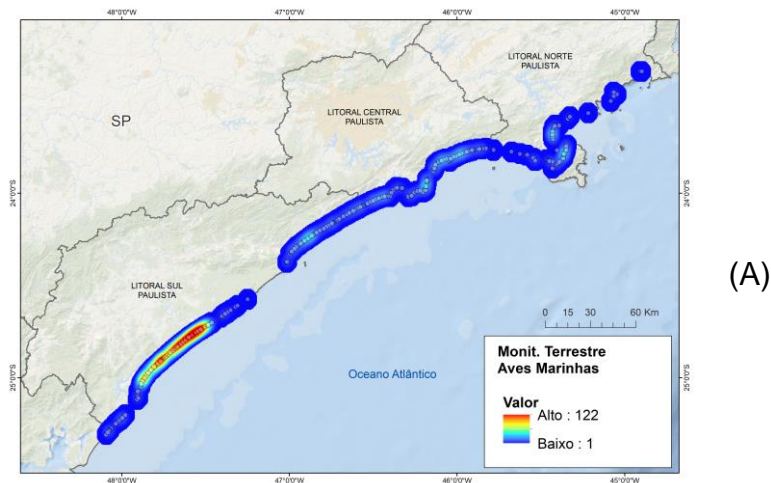 48°0'0"W 47°0'0"W 46°0'0"W 45°0'0"W
LITORAL NORTE
PAULISTA
SP
LITORAL CENTRAL
PAULISTA
24°0'0"S 24°0'0"S
LITORAL SUL
PAULISTA
(A)
0 15 30 60 Km
Monit. Terrestre
Aves Marinhas
Oceano Atlântico
25°0'0"S 25°0'0"S
Valor
Alto : 122
Baixo : 1
48°0'0"W 47°0'0"W 46°0'0"W 45°0'0"W